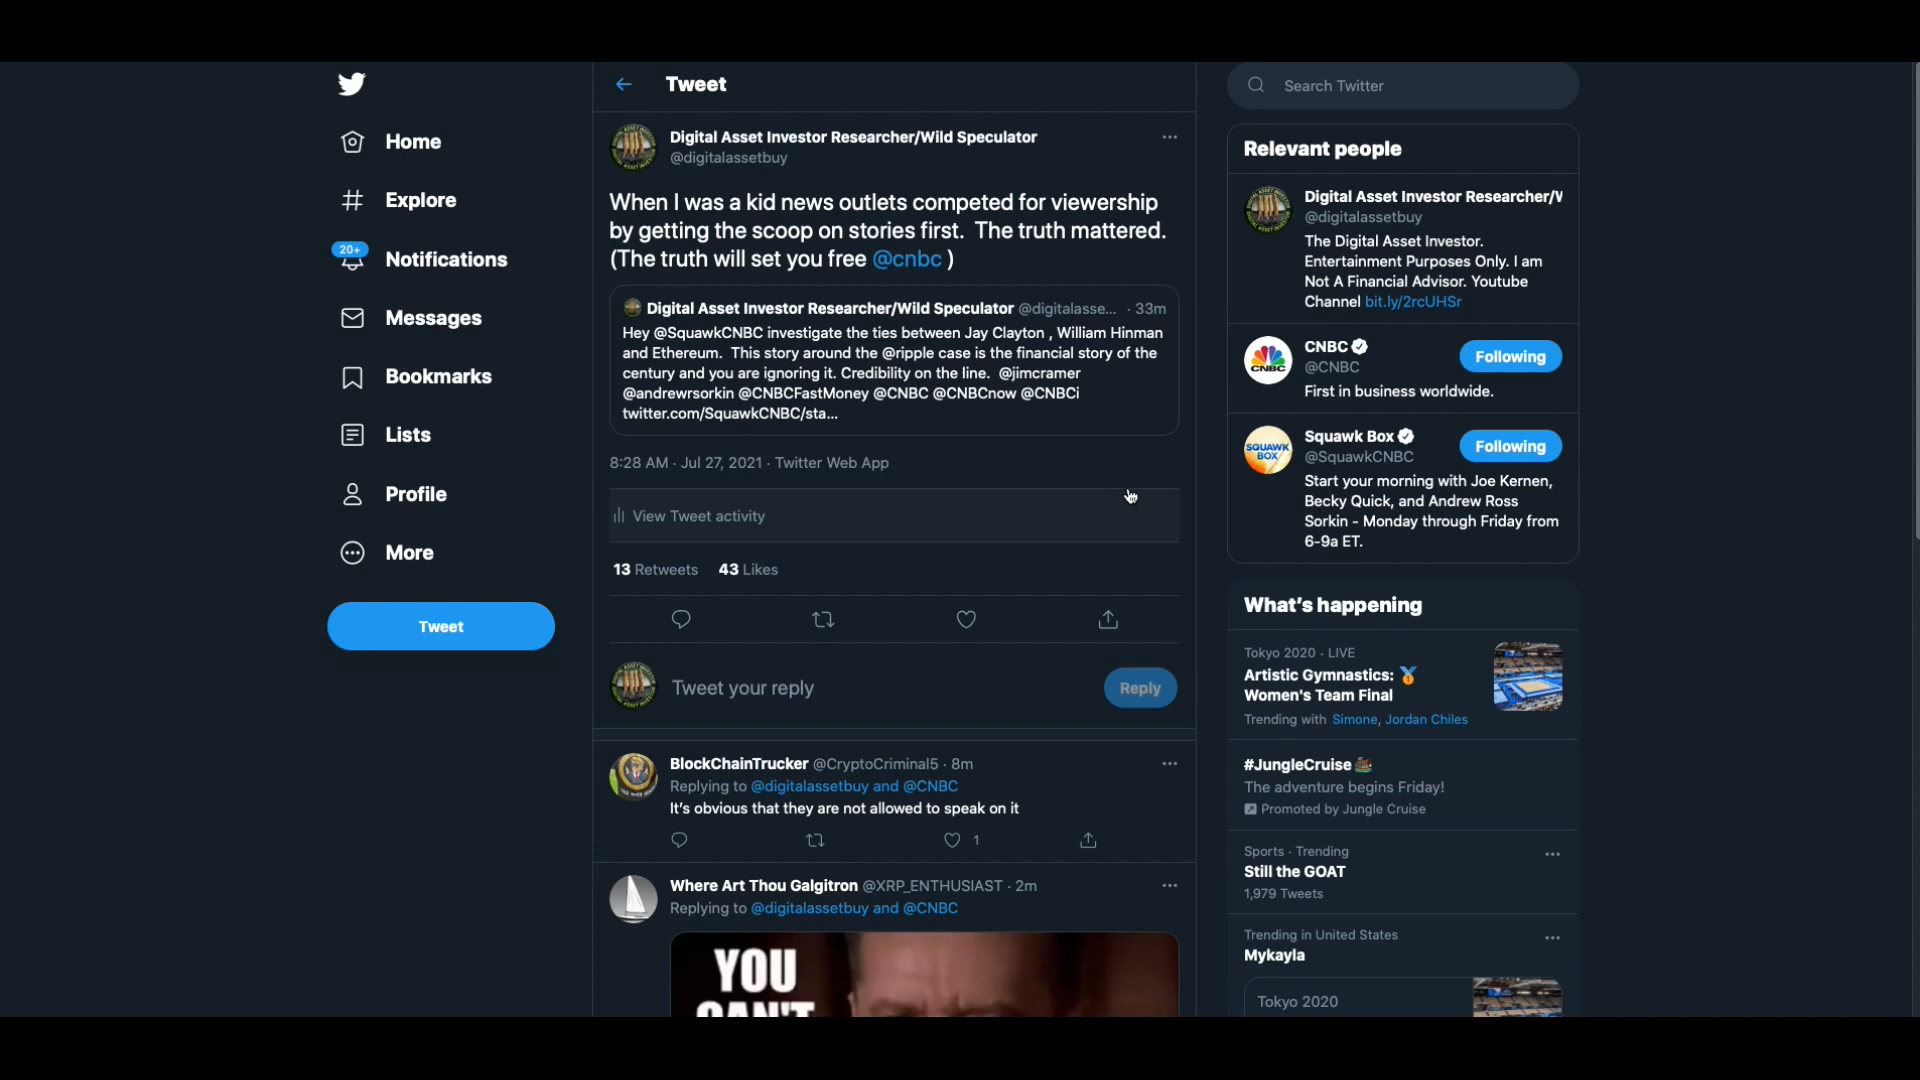 Home
Explore
20+
Notifications
Messages
Bookmarks
Lists
Profile
More
Tweet
Tweet
Digital Asset Investor Researcher/Wild Speculator
@digitalassetbuy
When I was a kid news outlets competed for viewership
by getting the scoop on stories first. The truth mattered.
(The truth will set you free @cnbc )
Digital Asset Investor Researcher/Wild Speculator @digitalasse... · 33m
Hey @SquawkCNBC investigate the ties between Jay Clayton , William Hinman
and Ethereum. This story around the @ripple case is the financial story of the
century and you are ignoring it. Credibility on the line. @jimcramer
@andrewrsorkin @CNBCFastMoney @CNBC @CNBCnow @CNBCi
twitter.com/SquawkCNBC/sta...
8:28 AM · Jul 27, 2021 · Twitter Web App
View Tweet activity
13 Retweets 43 Likes
Tweet your reply
Reply
BlockChainTrucker @CryptoCriminal5 · 8m
Replying to @digitalassetbuy and @CNBC
It's obvious that they are not allowed to speak on it
1
Where Art Thou Galgitron @XRP_ENTHUSIAST · 2m
Replying to @digitalassetbuy and @CNBC
YOU
CAN'T
Search Twitter
Relevant people
Digital Asset Investor Researcher/W
@digitalassetbuy
The Digital Asset Investor.
Entertainment Purposes Only. I am
Not A Financial Advisor. Youtube
Channel bit.ly/2rcUHSr
CNBC
CNBC
@CNBC
Following
First in business worldwide.
SQUAWK
BOX
Squawk Box
@SquawkCNBC
Following
Start your morning with Joe Kernen,
Becky Quick, and Andrew Ross
Sorkin - Monday through Friday from
6-9a ET.
What's happening
Tokyo 2020 · LIVE
Artistic Gymnastics:
Women's Team Final
Trending with Simone, Jordan Chiles
#JungleCruise
The adventure begins Friday!
Promoted by Jungle Cruise
Sports · Trending
Still the GOAT
1,979 Tweets
Trending in United States
Mykayla
Tokyo 2020